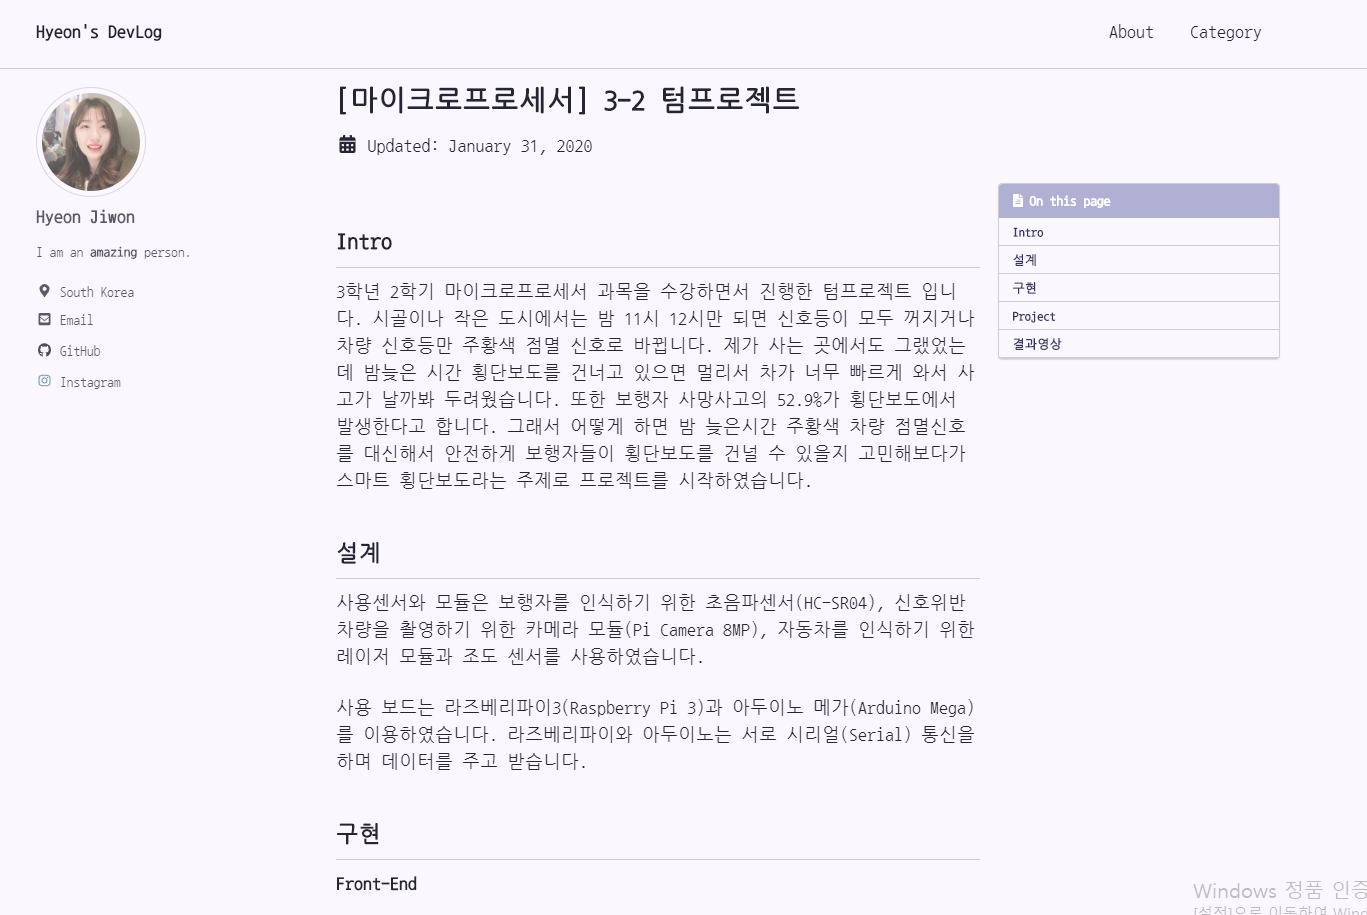 Hyeon's DevLog
About
Category
Hyeon Jiwon
I am an amazing person.
South Korea
Email
GitHub
Instagram
[마이크로프로세서] 3-2 텀프로젝트
Updated: January 31, 2020
Intro
3학년 2학기 마이크로프로세서 과목을 수강하면서 진행한 텀프로젝트 입니
다. 시골이나 작은 도시에서는 밤 11시 12시만 되면 신호등이 모두 꺼지거나
차량 신호등만 주황색 점멸 신호로 바뀝니다. 제가 사는 곳에서도 그랬었는
데 밤늦은 시간 횡단보도를 건너고 있으면 멀리서 차가 너무 빠르게 와서 사
고가 날까봐 두려웠습니다. 또한 보행자 사망사고의 52.9%가 횡단보도에서
발생한다고 합니다. 그래서 어떻게 하면 밤 늦은시간 주황색 차량 점멸신호
를 대신해서 안전하게 보행자들이 횡단보도를 건널 수 있을지 고민해보다가
스마트 횡단보도라는 주제로 프로젝트를 시작하였습니다.
설계
사용센서와 모듈은 보행자를 인식하기 위한 초음파센서(HC-SR04), 신호위반
차량을 촬영하기 위한 카메라 모듈(Pi Camera 8MP), 자동차를 인식하기 위한
레이저 모듈과 조도 센서를 사용하였습니다.
사용 보드는 라즈베리파이3(Raspberry Pi 3)과 아두이노 메가(Arduino Mega)
를 이용하였습니다. 라즈베리파이와 아두이노는 서로 시리얼(Serial) 통신을
하며 데이터를 주고 받습니다.
구현
Front-End
On this page
Intro
설계
구현
Project
결과영상
Windows 정품 인증
[설정]으로 이동하여 Wind